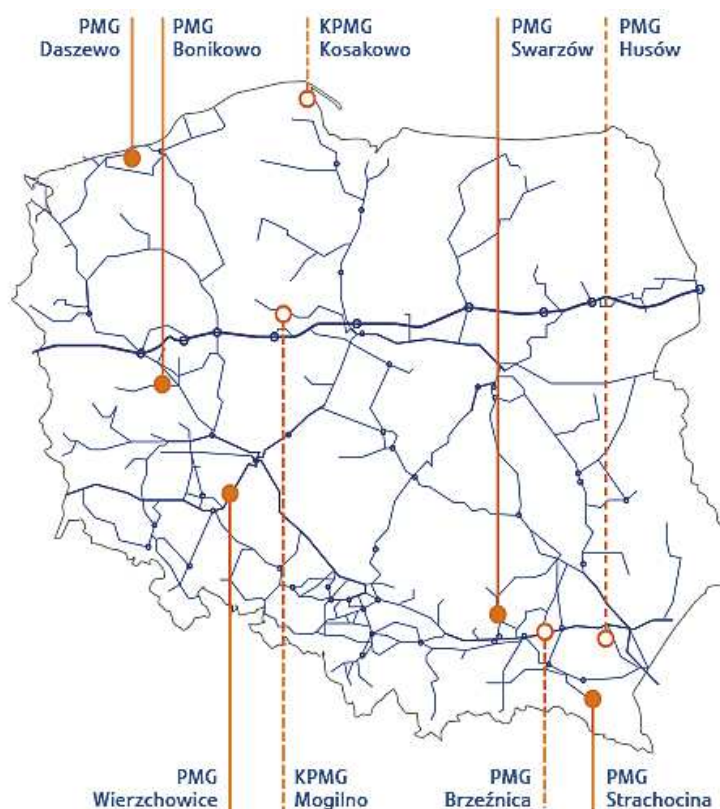 PMG
Daszewo
PMG
Bonikowo
KPMG
Kosakowo
PMG
Swarzów
PMG
Husów
PMG
Wierzchowice
KPMG
Mogilno
PMG
Brzeźnica
PMG
Strachocina